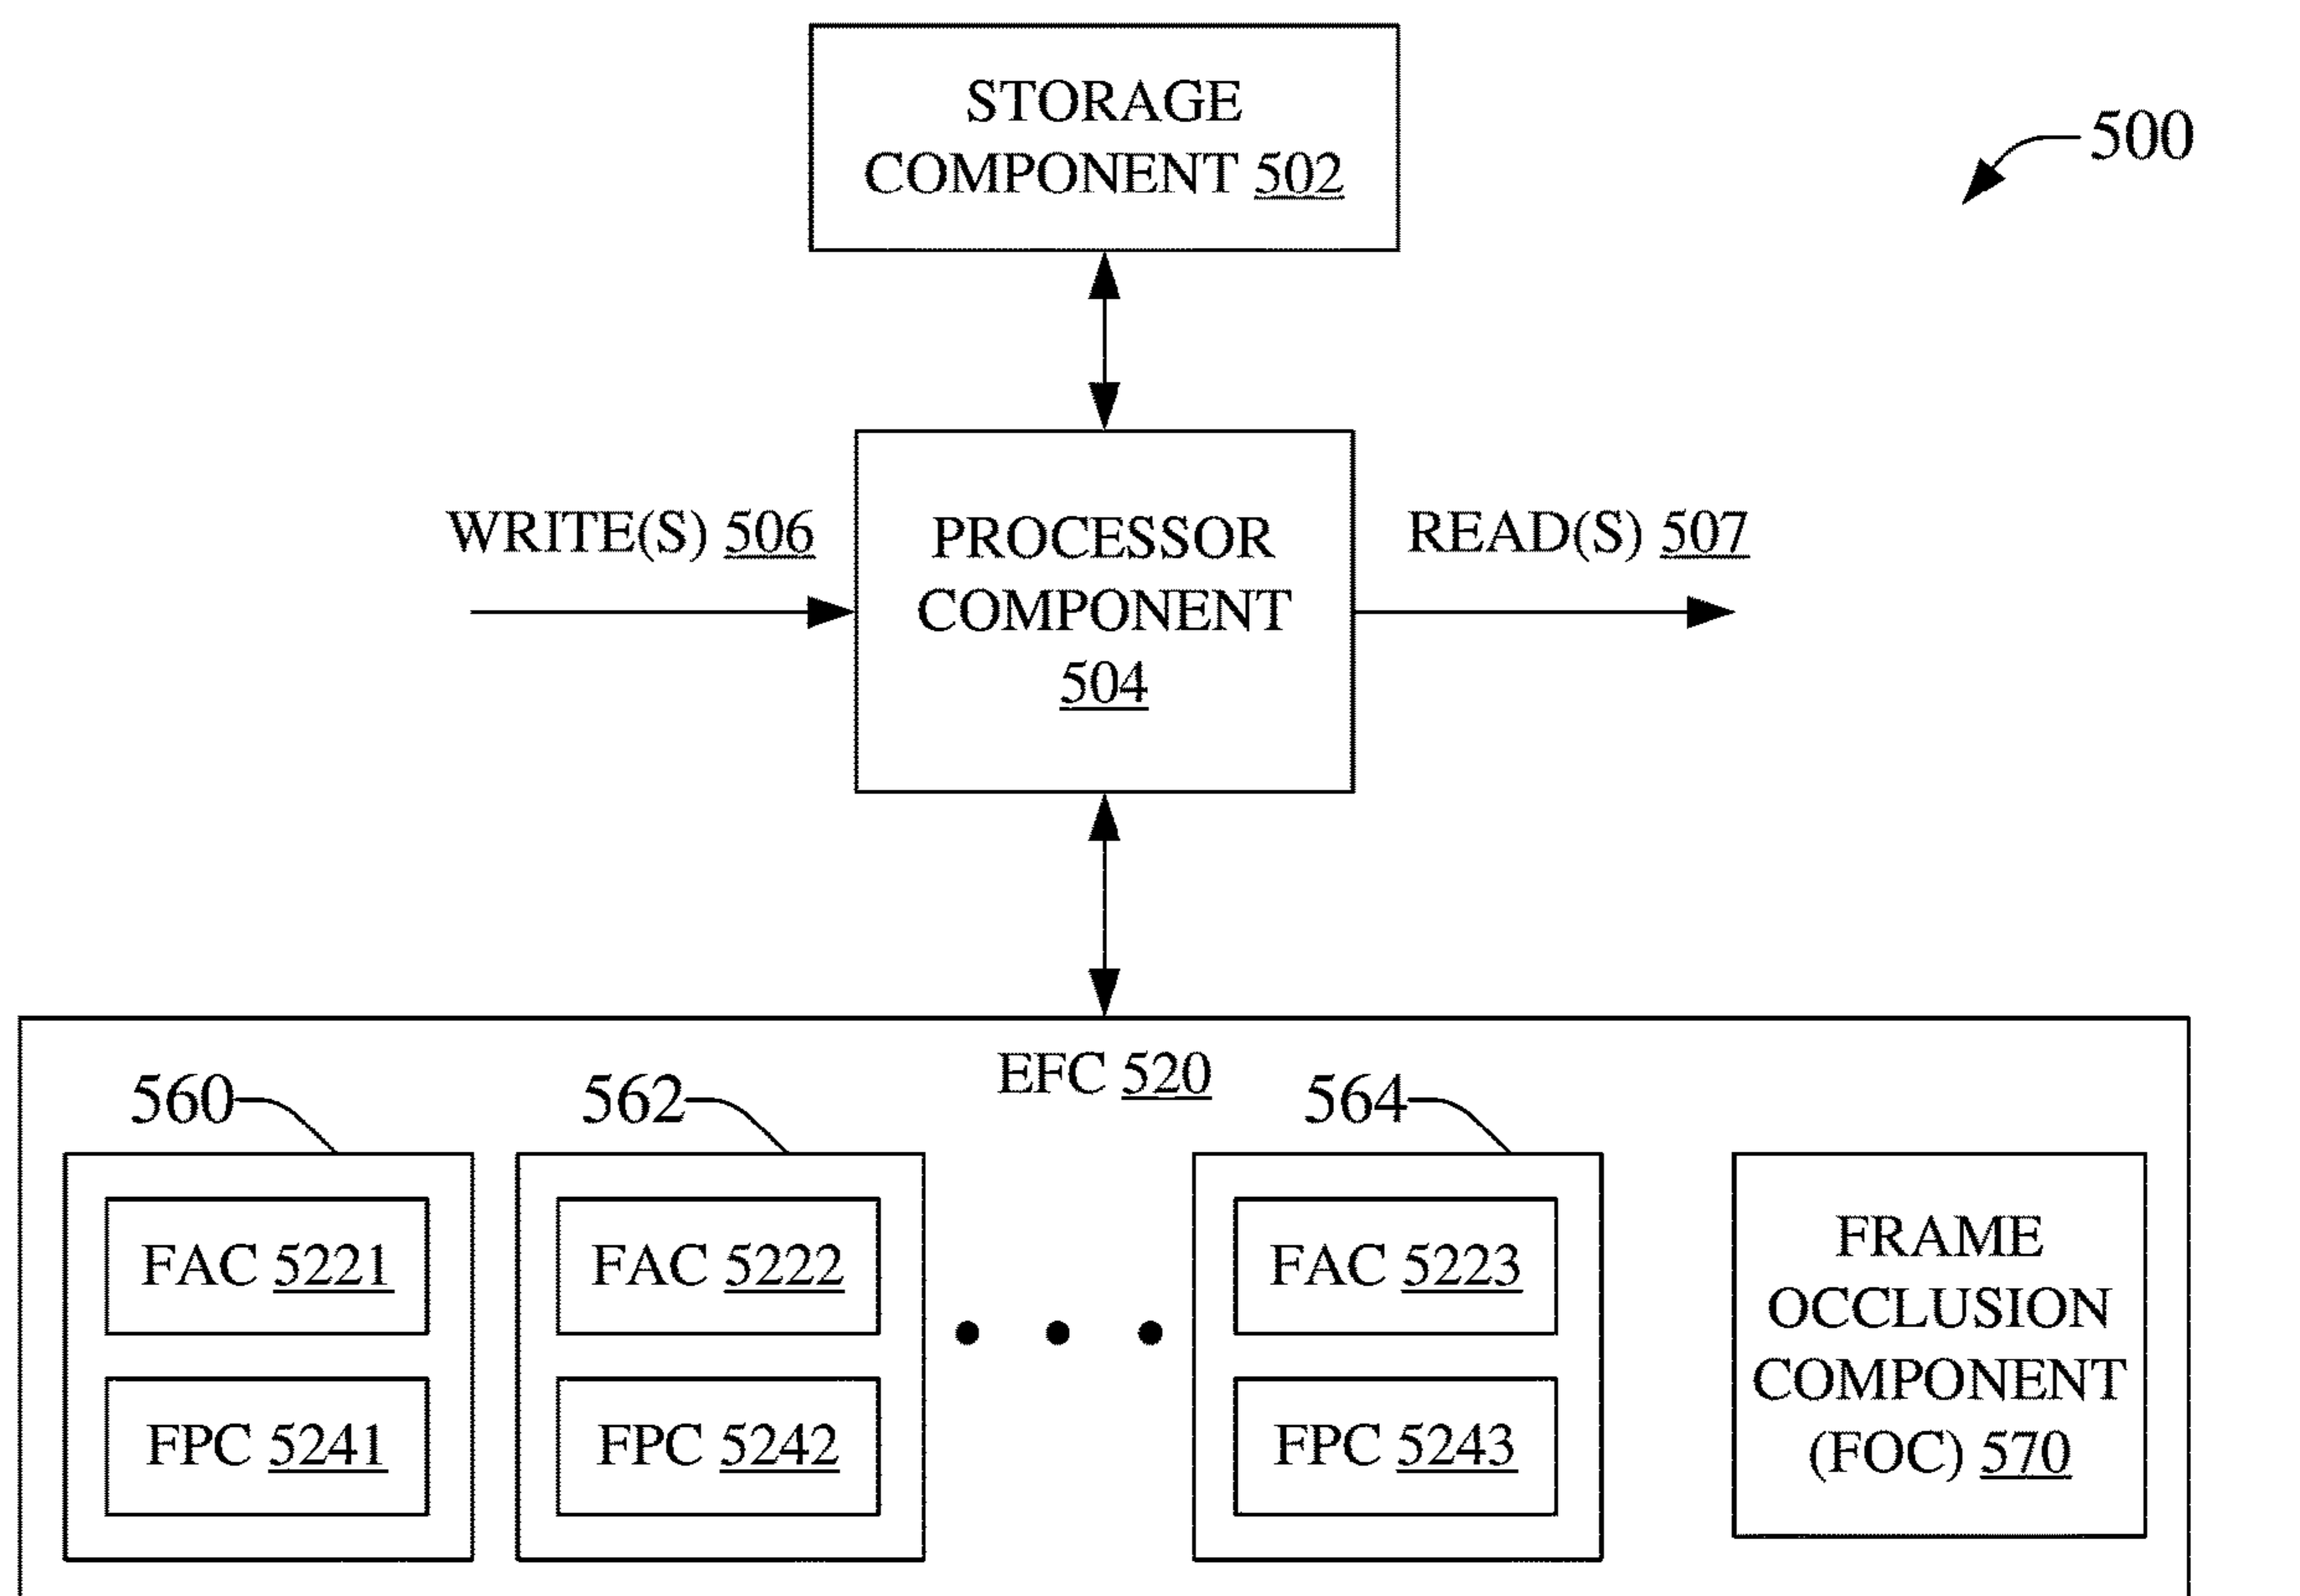 STORAGE
COMPONENT 502
500
WRITE(S) 506
PROCESSOR
COMPONENT
504
READ(S) 507
EFC 520
560
562
564
FAC 5221
FPC 5241
FAC 5222
FPC 5242
FAC 5223
FPC 5243
FRAME
OCCLUSION
COMPONENT
(FOC) 570